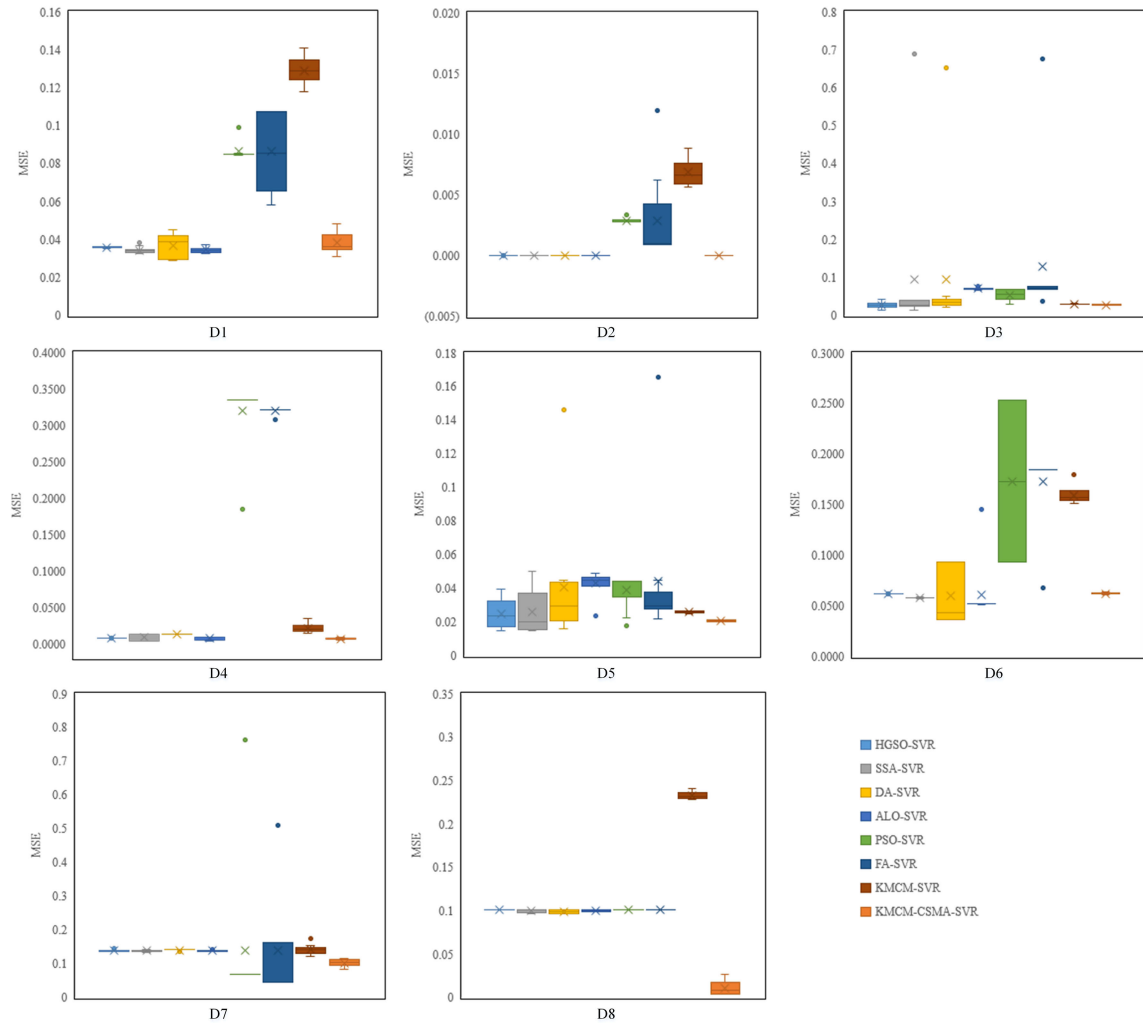 0.16
0.14
0.12
0.1
0.08
0.06
0.04
0.02
0
MSE
D1
0.020
0.015
0.010
0.005
0.000
(0.005)
MSE
D2
0.8
0.7
0.6
0.5
0.4
0.3
0.2
0.1
0
MSE
D3
0.4000
0.3500
0.3000
0.2500
0.2000
0.1500
0.1000
0.0500
0.0000
MSE
D4
0.18
0.16
0.14
0.12
0.1
0.08
0.06
0.04
0.02
0
MSE
D5
0.3000
0.2500
0.2000
0.1500
0.1000
0.0500
0.0000
MSE
D6
0.9
0.8
0.7
0.6
0.5
0.4
0.3
0.2
0.1
0
MSE
D7
0.35
0.3
0.25
0.2
0.15
0.1
0.05
0
MSE
D8
HGSO-SVR
SSA-SVR
DA-SVR
ALO-SVR
PSO-SVR
FA-SVR
KMCM-SVR
KMCM-CSMA-SVR